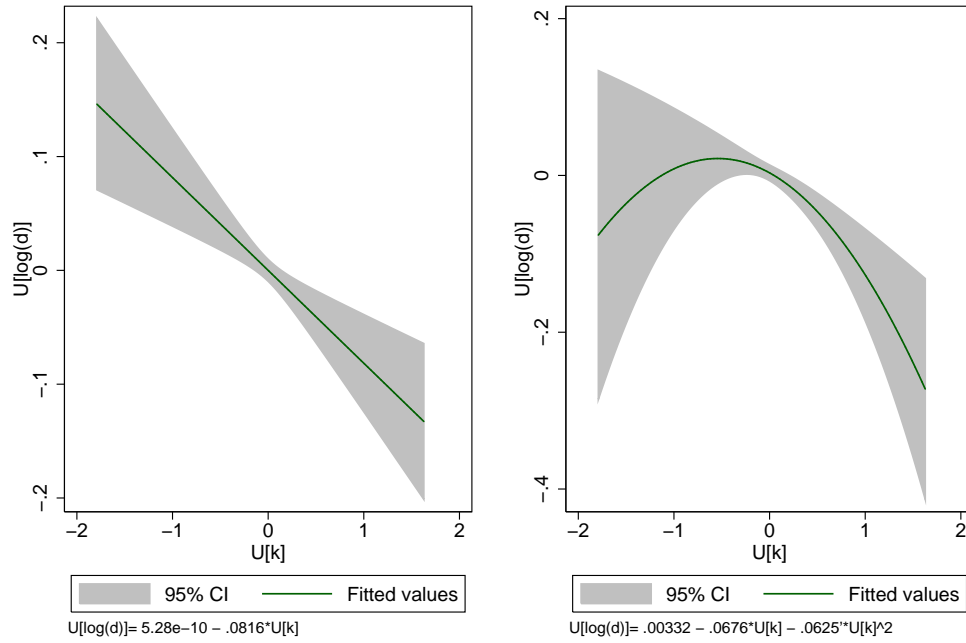 .2
.1
0
−.1
−.2
U[log(d)]
−2
−1
0
1
2
U[k]
95% CI
Fitted values
U[log(d)]= 5.28e−10 − .0816*U[k]
.2
0
−.2
−.4
U[log(d)]
−2
−1
0
1
2
U[k]
95% CI
Fitted values
U[log(d)]= .00332 − .0676*U[k] − .0625'*U[k]^2